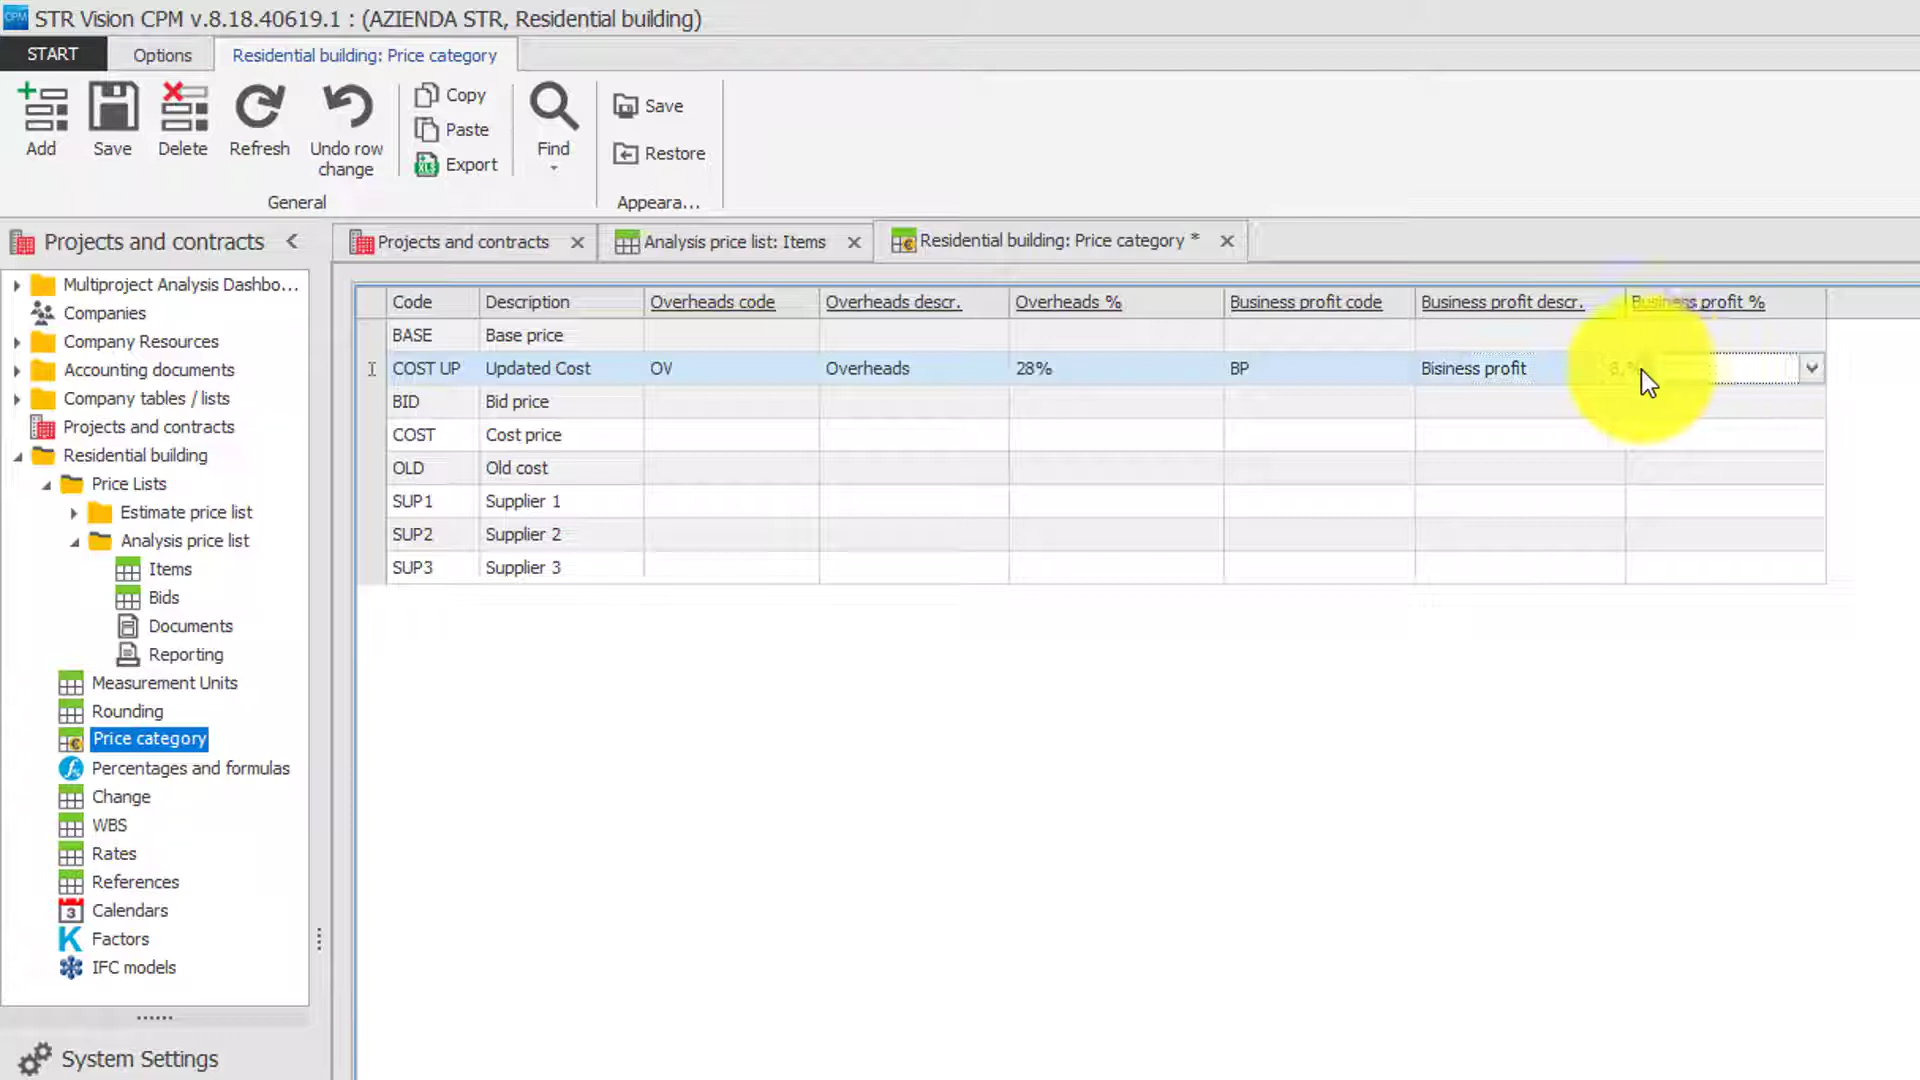 STR Vision CPM v.8.18.40619.1 : (AZIENDA STR, Residential building)
START Options Residential building: Price category
Add Save Delete Refresh Undo row change Copy Paste Export Find Save Restore
General Appeara...
Projects and contracts
Projects and contracts Analysis price list: Items Residential building: Price category *
Multiproject Analysis Dashbo...
Companies
Company Resources
Accounting documents
Company tables / lists
Projects and contracts
Residential building
Price Lists
Estimate price list
Analysis price list
Items
Bids
Documents
Reporting
Measurement Units
Rounding
Price category
Percentages and formulas
Change
WBS
Rates
References
Calendars
Factors
IFC models
System Settings
Code Description Overheads code Overheads descr. Overheads % Business profit code Business profit descr. Business profit %
BASE Base price
COST UP Updated Cost OV Overheads 28% BP Bisiness profit
BID Bid price
COST Cost price
OLD Old cost
SUP1 Supplier 1
SUP2 Supplier 2
SUP3 Supplier 3